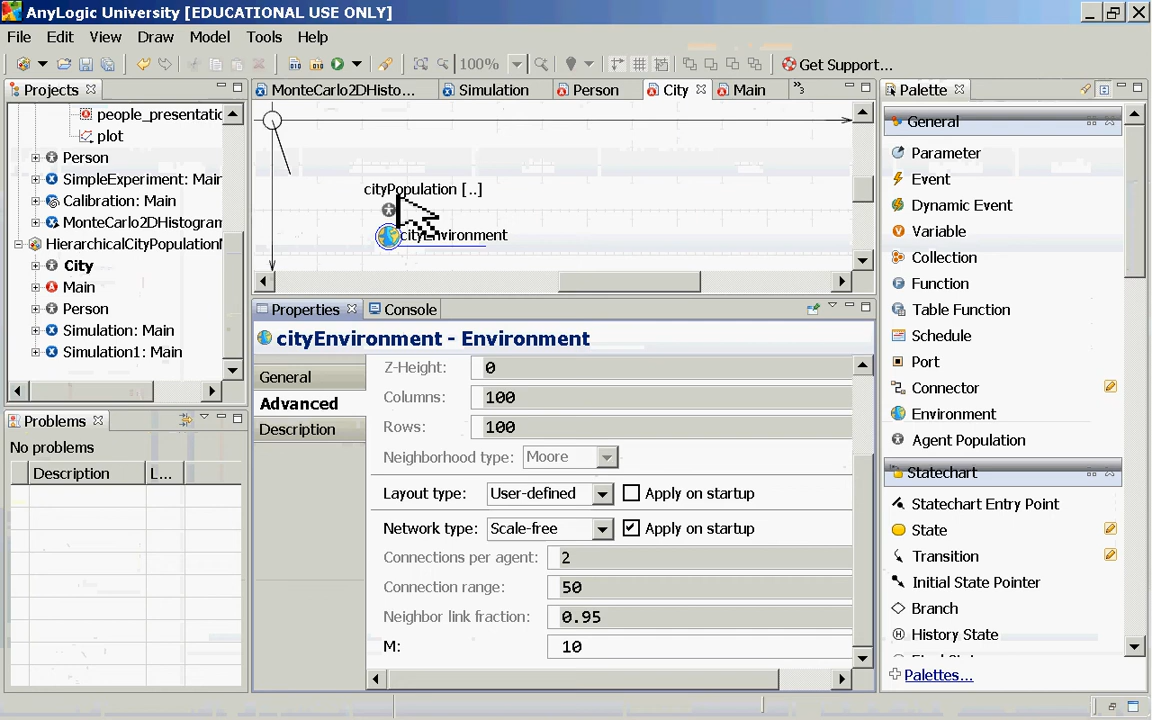 AnyLogic University [EDUCATIONAL USE ONLY]
File Edit View Draw Model Tools Help
100% Get Support...
Projects
people_presentatic
plot
Person
SimpleExperiment: Main
Calibration: Main
MonteCarlo2DHistogram
HierarchicalCityPopulationM
City
Main
Person
Simulation: Main
Simulation1: Main
Problems
No problems
Description L...
MonteCarlo2DHisto... Simulation Person City Main »3
cityPopulation [..]
cityEnvironment
Properties Console
cityEnvironment - Environment
General
Advanced
Description
Z-Height: 0
Columns: 100
Rows: 100
Neighborhood type: Moore
Layout type: User-defined Apply on startup
Network type: Scale-free Apply on startup
Connections per agent: 2
Connection range: 50
Neighbor link fraction: 0.95
M: 10
Palette
General
Parameter
Event
Dynamic Event
Variable
Collection
Function
Table Function
Schedule
Port
Connector
Environment
Agent Population
Statechart
Statechart Entry Point
State
Transition
Initial State Pointer
Branch
History State
Palettes...